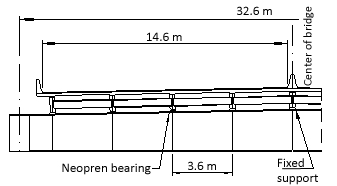 32.6 m
14.6 m
Center of bridge
Neopren bearing
3.6 m
Fixed
support